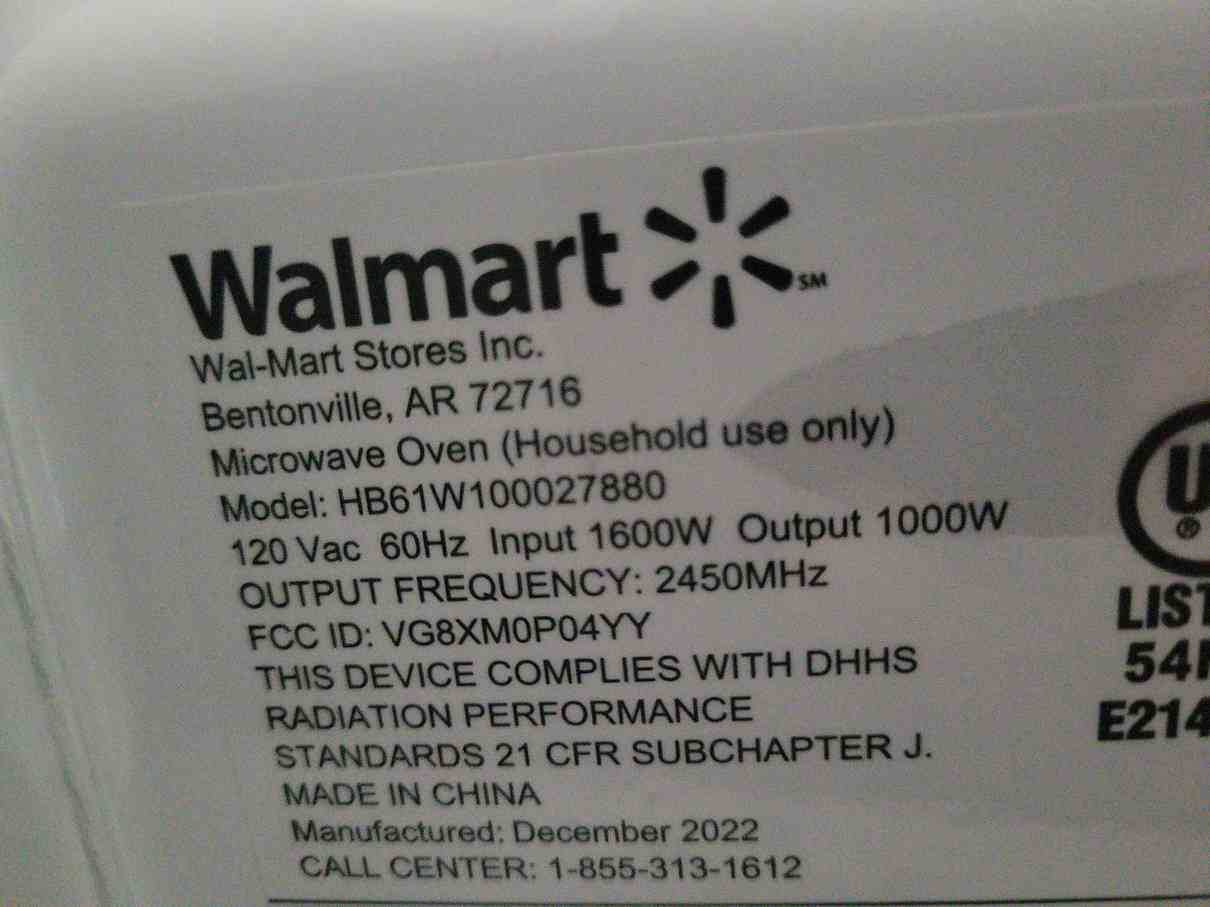 Walmart SM
Wal-Mart Stores Inc.
Bentonville, AR 72716
Microwave Oven (Household use only)
Model: HB61W100027880
120 Vac 60Hz Input 1600W Output 1000W
OUTPUT FREQUENCY: 2450MHz
FCC ID: VG8XM0P04YY
THIS DEVICE COMPLIES WITH DHHS
RADIATION PERFORMANCE
STANDARDS 21 CFR SUBCHAPTER J.
MADE IN CHINA
Manufactured: December 2022
CALL CENTER: 1-855-313-1612
U
®